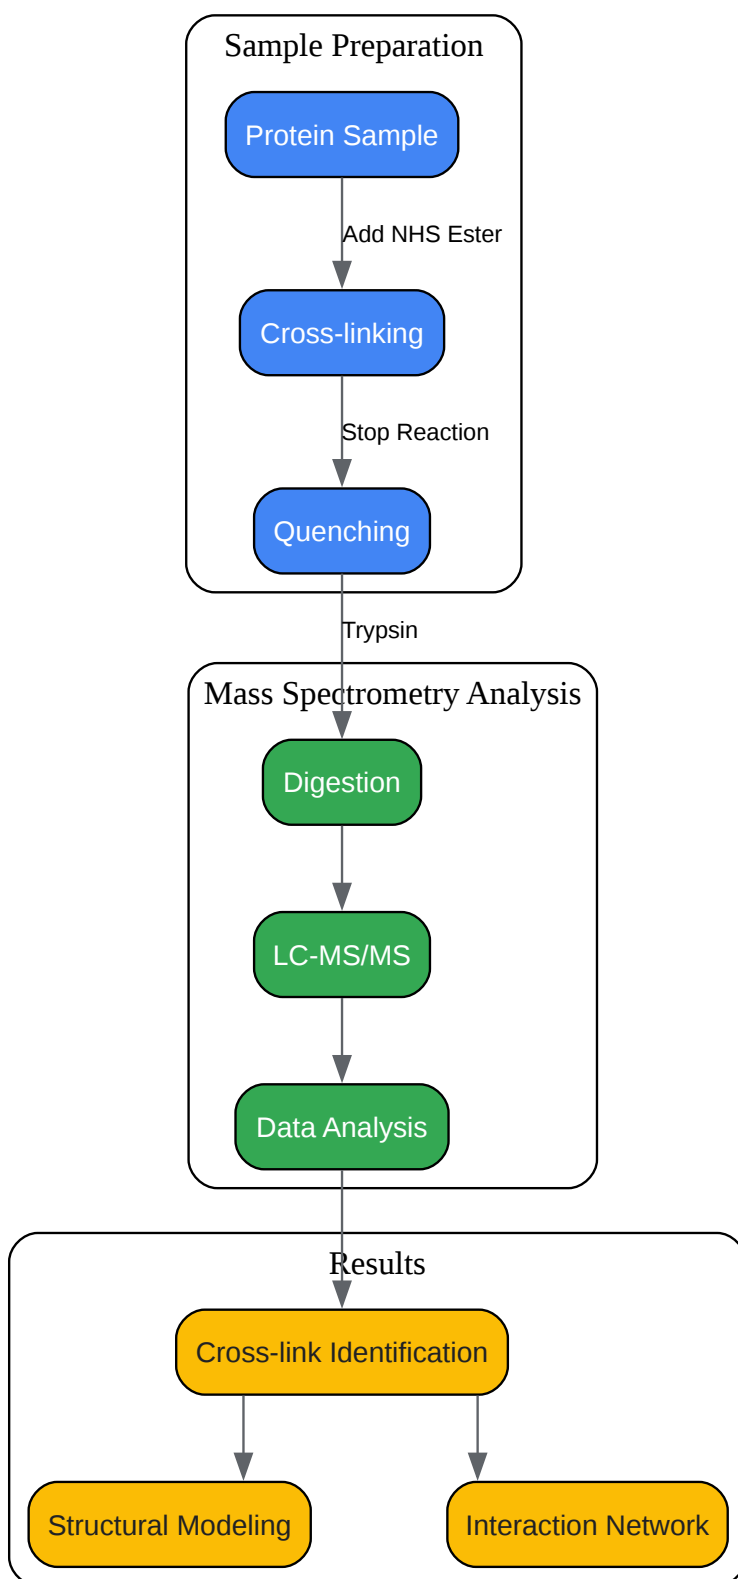 Sample Preparation
Protein Sample
Add NHS Ester
Cross-linking
Stop Reaction
Quenching
Trypsin
Mass Spectrometry Analysis
Digestion
LC-MS/MS
Data Analysis
Results
Cross-link Identification
Structural Modeling
Interaction Network